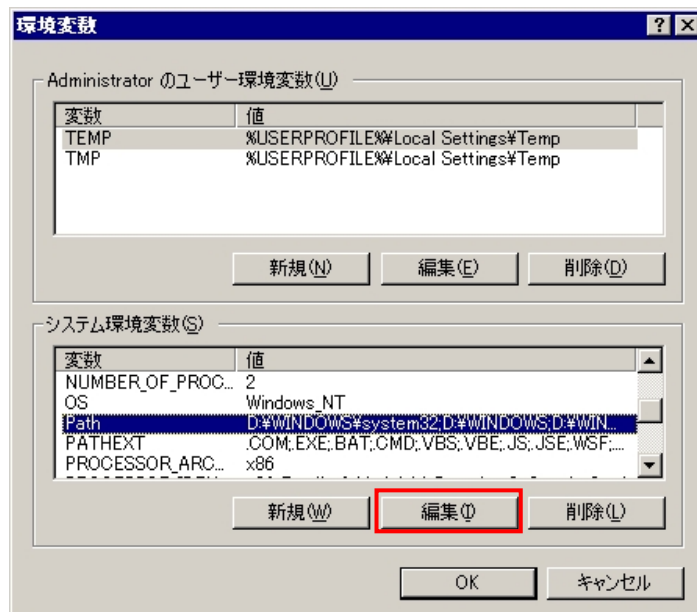 環境変数
Administrator のユーザー環境変数(U)
変数 値
TEMP %USERPROFILE%¥Local Settings¥Temp
TMP %USERPROFILE%¥Local Settings¥Temp
新規(N) 編集(E) 削除(D)
システム環境変数(S)
変数 値
NUMBER_OF_PROC... 2
OS Windows_NT
Path D:¥WINDOWS¥system32;D:¥WINDOWS;D:¥WIN...
PATHEXT .COM;.EXE;.BAT;.CMD;.VBS;.VBE;.JS;.JSE;.WSF;...
PROCESSOR_ARC... x86
新規(W) 編集(I) 削除(L)
OK キャンセル